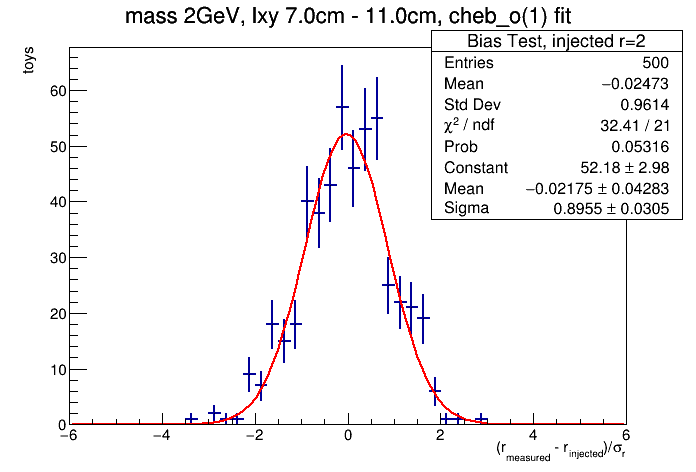 mass 2GeV, lxy 7.0cm - 11.0cm, cheb_o(1) fit
Bias Test, injected r=2
Entries 500
Mean −0.02473
Std Dev 0.9614
χ² / ndf 32.41 / 21
Prob 0.05316
Constant 52.18 ± 2.98
Mean −0.02175 ± 0.04283
Sigma 0.8955 ± 0.0305
toys
60
50
40
30
20
10
0
−6 −4 −2 0 2 4 6
(r_measured - r_injected)/σ_r